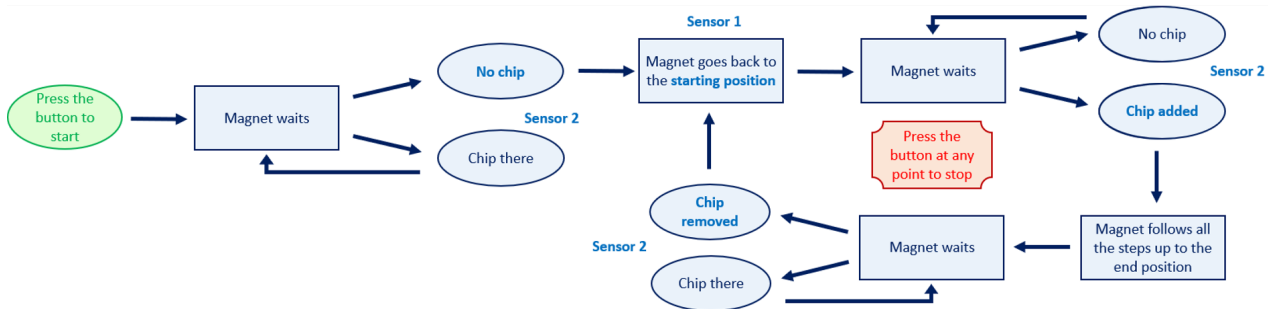 Press the
button to
start
Magnet waits
No chip
Sensor 2
Chip there
Sensor 1
Magnet goes back to
the starting position
Magnet waits
No chip
Sensor 2
Chip added
Press the
button at any
point to stop
Magnet follows all
the steps up to the
end position
Magnet waits
Chip
removed
Sensor 2
Chip there